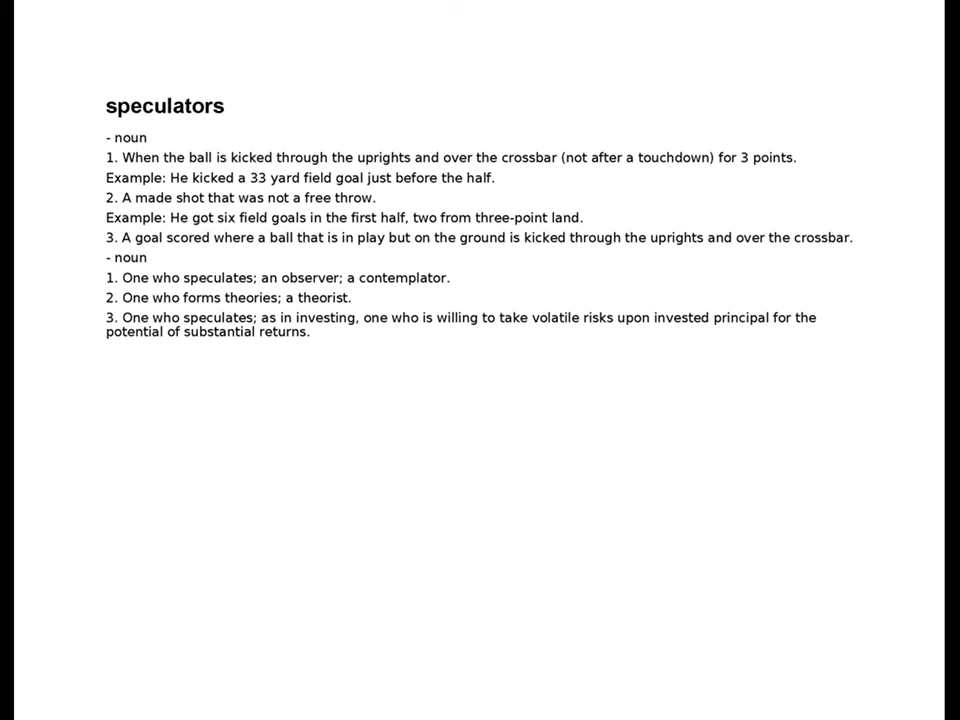 speculators
- noun
1. When the ball is kicked through the uprights and over the crossbar (not after a touchdown) for 3 points.
Example: He kicked a 33 yard field goal just before the half.
2. A made shot that was not a free throw.
Example: He got six field goals in the first half, two from three-point land.
3. A goal scored where a ball that is in play but on the ground is kicked through the uprights and over the crossbar.
- noun
1. One who speculates; an observer; a contemplator.
2. One who forms theories; a theorist.
3. One who speculates; as in investing, one who is willing to take volatile risks upon invested principal for the
potential of substantial returns.